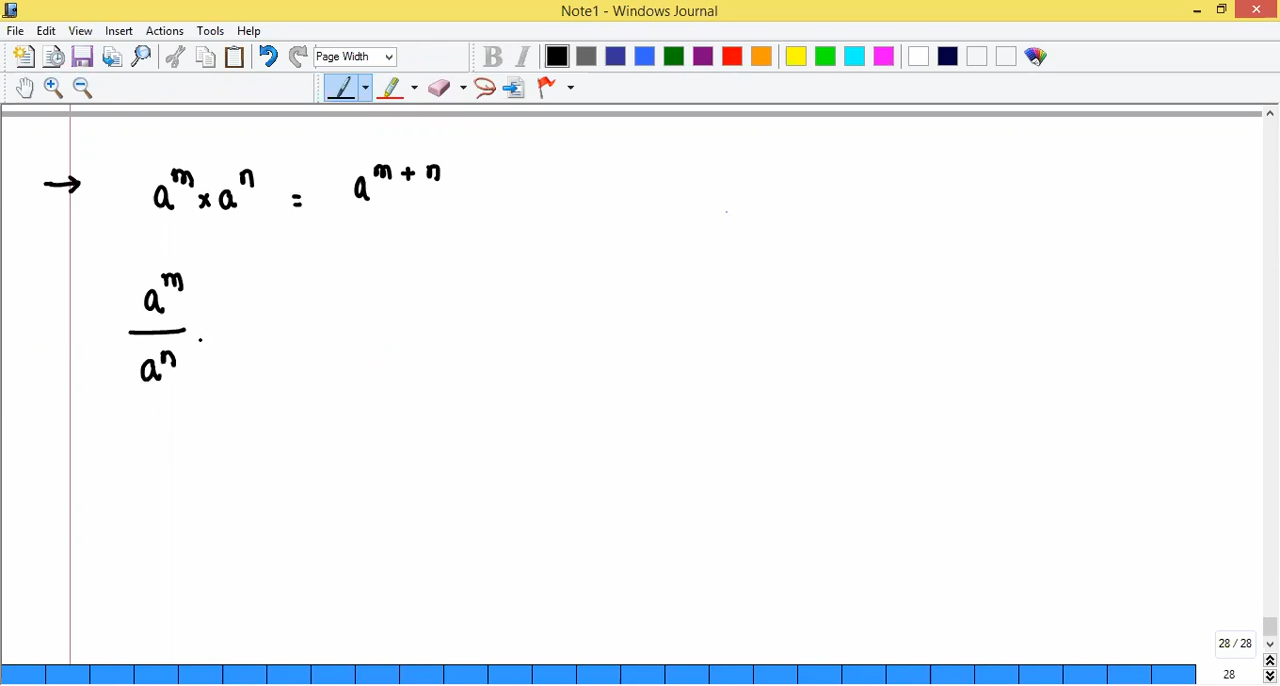 Note1 - Windows Journal
File Edit View Insert Actions Tools Help
Page Width
B I
→ a^m × a^n = a^{m + n}
a^m
a^n
28 / 28
28